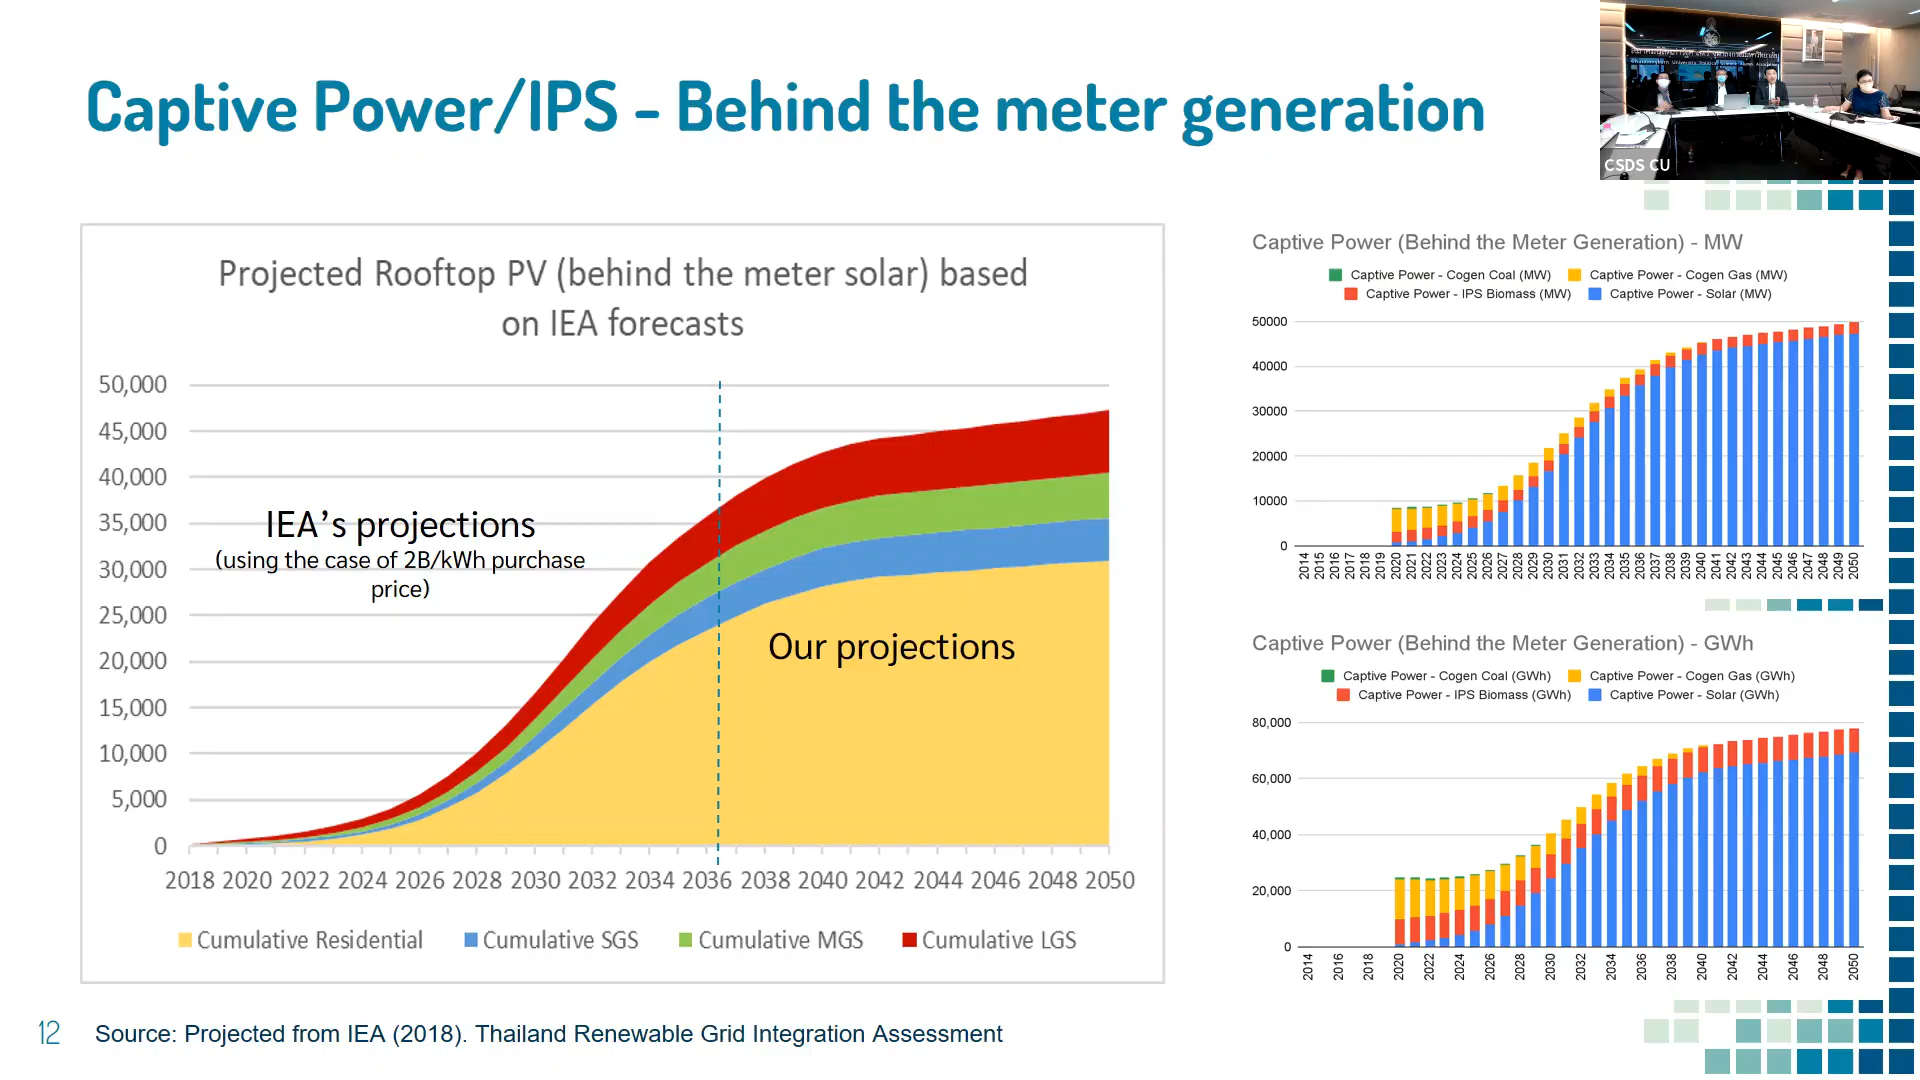 Captive Power/IPS - Behind the meter generation
CSDS CU
Projected Rooftop PV (behind the meter solar) based
on IEA forecasts
50,000
45,000
40,000
35,000
30,000
25,000
20,000
15,000
10,000
5,000
0
IEA's projections
(using the case of 2B/kWh purchase
price)
Our projections
2018 2020 2022 2024 2026 2028 2030 2032 2034 2036 2038 2040 2042 2044 2046 2048 2050
Cumulative Residential Cumulative SGS Cumulative MGS Cumulative LGS
Captive Power (Behind the Meter Generation) - MW
Captive Power - Cogen Coal (MW) Captive Power - Cogen Gas (MW)
Captive Power - IPS Biomass (MW) Captive Power - Solar (MW)
50000
40000
30000
20000
10000
0
2014 2015 2016 2017 2018 2019 2020 2021 2022 2023 2024 2025 2026 2027 2028 2029 2030 2031 2032 2033 2034 2035 2036 2037 2038 2039 2040 2041 2042 2043 2044 2045 2046 2047 2048 2049 2050
Captive Power (Behind the Meter Generation) - GWh
Captive Power - Cogen Coal (GWh) Captive Power - Cogen Gas (GWh)
Captive Power - IPS Biomass (GWh) Captive Power - Solar (GWh)
80,000
60,000
40,000
20,000
0
2014 2016 2018 2020 2022 2024 2026 2028 2030 2032 2034 2036 2038 2040 2042 2044 2046 2048 2050
12
Source: Projected from IEA (2018). Thailand Renewable Grid Integration Assessment